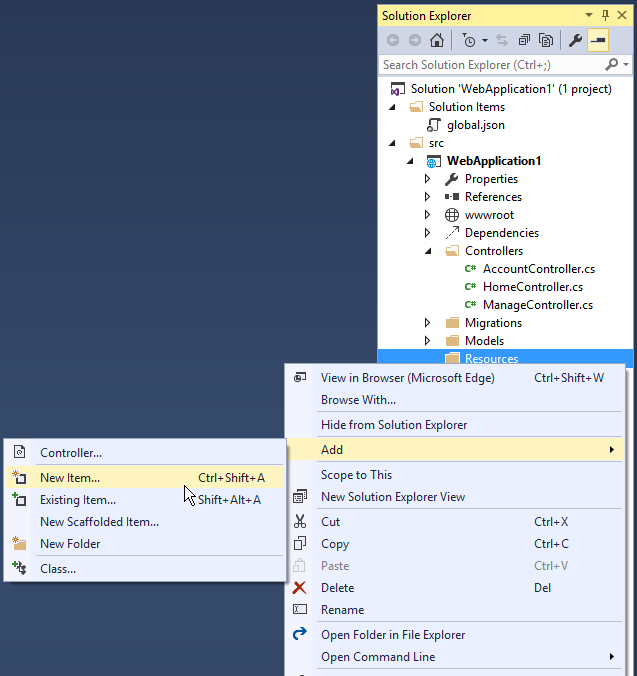 Solution Explorer
Search Solution Explorer (Ctrl+;)
Solution 'WebApplication1' (1 project)
Solution Items
global.json
src
WebApplication1
Properties
References
wwwroot
Dependencies
Controllers
C# AccountController.cs
C# HomeController.cs
C# ManageController.cs
Migrations
Models
Resources
View in Browser (Microsoft Edge) Ctrl+Shift+W
Browse With...
Hide from Solution Explorer
Add
Scope to This
New Solution Explorer View
Cut Ctrl+X
Copy Ctrl+C
Paste Ctrl+V
Delete Del
Rename
Open Folder in File Explorer
Open Command Line
Controller...
New Item... Ctrl+Shift+A
Existing Item... Shift+Alt+A
New Scaffolded Item...
New Folder
Class...